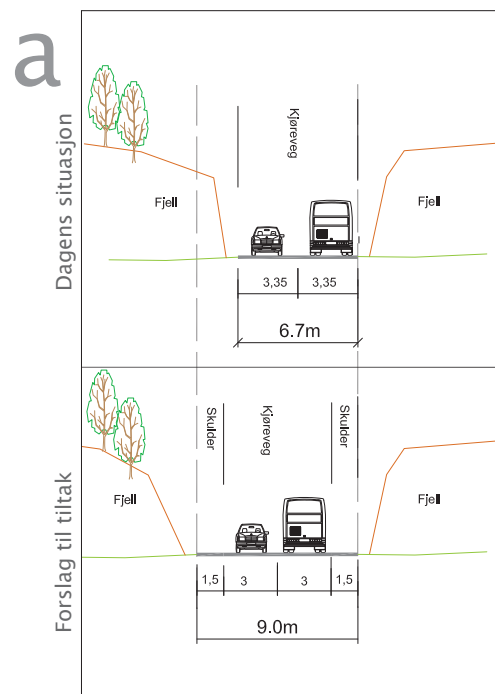 a
Dagens situasjon
Kjøreveg
Fjell
Fjell
3,35
3,35
6.7m
Forslag til tiltak
Skulder
Kjøreveg
Skulder
Fjell
Fjell
1,5
3
3
1,5
9.0m